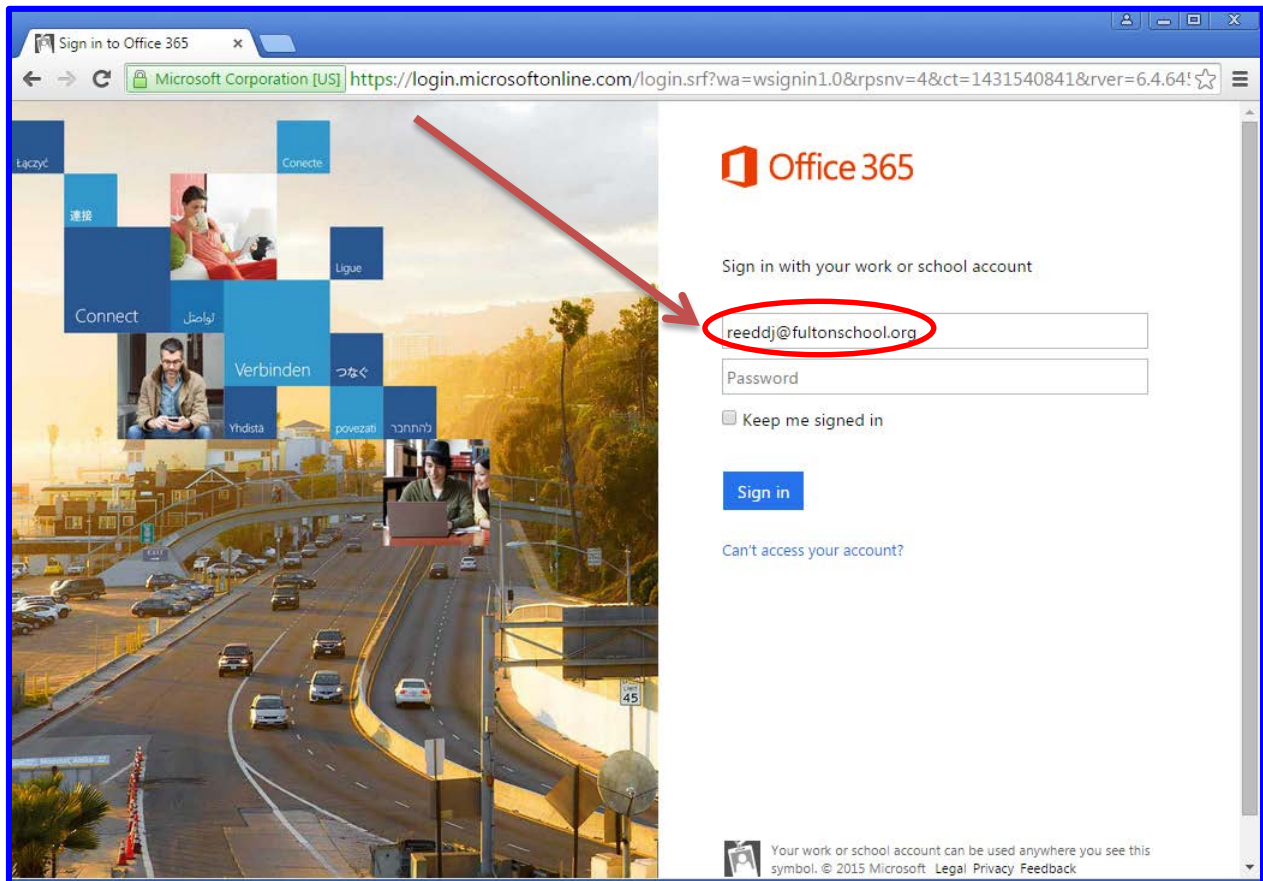 Sign in to Office 365
Microsoft Corporation [US] https://login.microsoftonline.com/login.srf?wa=wsignin1.0&rpsnv=4&ct=1431540841&rver=6.4.645
Łączyć
Conecte
連接
Ligue
Connect
تواصل
Verbinden
つなぐ
Yhdistä
povezati
להתחבר
EXIT
LIMIT
45
Office 365
Sign in with your work or school account
reeddj@fultonschool.org
Password
Keep me signed in
Sign in
Can't access your account?
Your work or school account can be used anywhere you see this
symbol. © 2015 Microsoft Legal Privacy Feedback